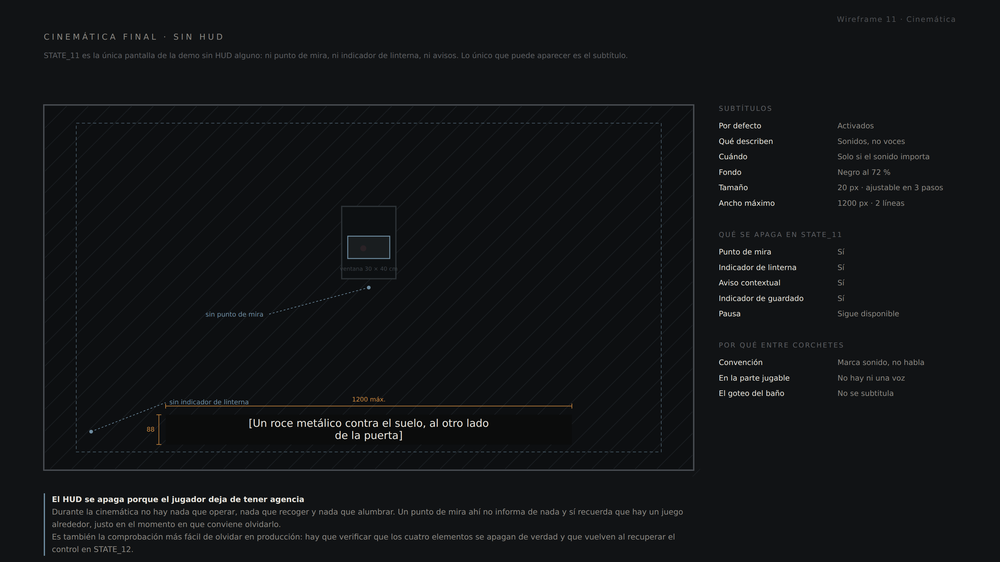 Wireframe 11 · Cinemática
CINEMÁTICA FINAL · SIN HUD
STATE_11 es la única pantalla de la demo sin HUD alguno: ni punto de mira, ni indicador de linterna, ni avisos. Lo único que puede aparecer es el subtítulo.
ventana 30 × 40 cm
sin punto de mira
sin indicador de linterna
1200 máx.
88
[Un roce metálico contra el suelo, al otro lado
de la puerta]
SUBTÍTULOS
Por defecto Activados
Qué describen Sonidos, no voces
Cuándo Solo si el sonido importa
Fondo Negro al 72 %
Tamaño 20 px · ajustable en 3 pasos
Ancho máximo 1200 px · 2 líneas
QUÉ SE APAGA EN STATE_11
Punto de mira Sí
Indicador de linterna Sí
Aviso contextual Sí
Indicador de guardado Sí
Pausa Sigue disponible
POR QUÉ ENTRE CORCHETES
Convención Marca sonido, no habla
En la parte jugable No hay ni una voz
El goteo del baño No se subtitula
El HUD se apaga porque el jugador deja de tener agencia
Durante la cinemática no hay nada que operar, nada que recoger y nada que alumbrar. Un punto de mira ahí no informa de nada y sí recuerda que hay un juego
alrededor, justo en el momento en que conviene olvidarlo.
Es también la comprobación más fácil de olvidar en producción: hay que verificar que los cuatro elementos se apagan de verdad y que vuelven al recuperar el
control en STATE_12.